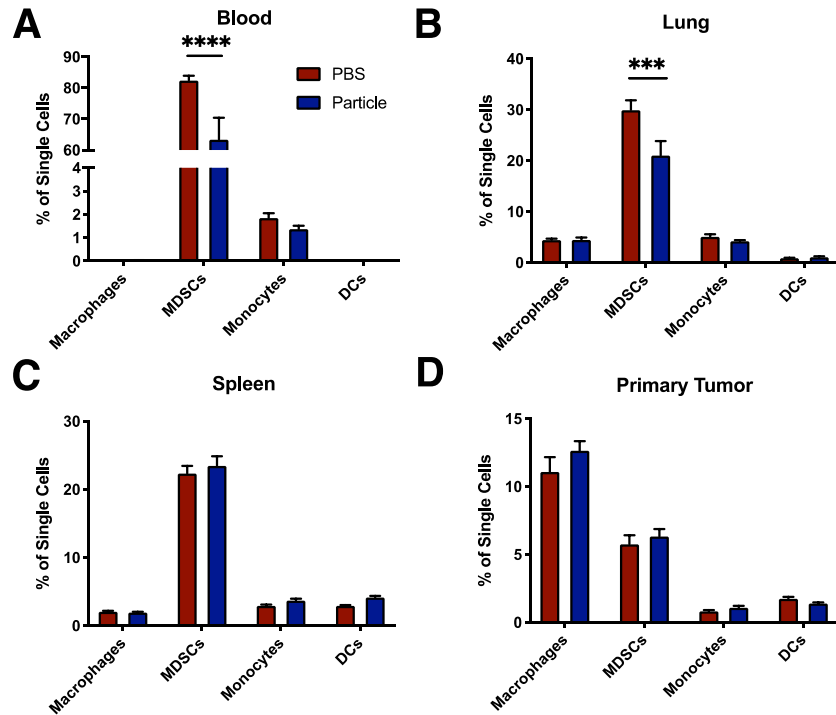 A
Blood
% of Single Cells
90
80
70
60
4
3
2
1
0
****
PBS
Particle
Macrophages
MDSCs
Monocytes
DCs
B
Lung
% of Single Cells
40
30
20
10
0
***
Macrophages
MDSCs
Monocytes
DCs
C
Spleen
% of Single Cells
30
20
10
0
Macrophages
MDSCs
Monocytes
DCs
D
Primary Tumor
% of Single Cells
15
10
5
0
Macrophages
MDSCs
Monocytes
DCs